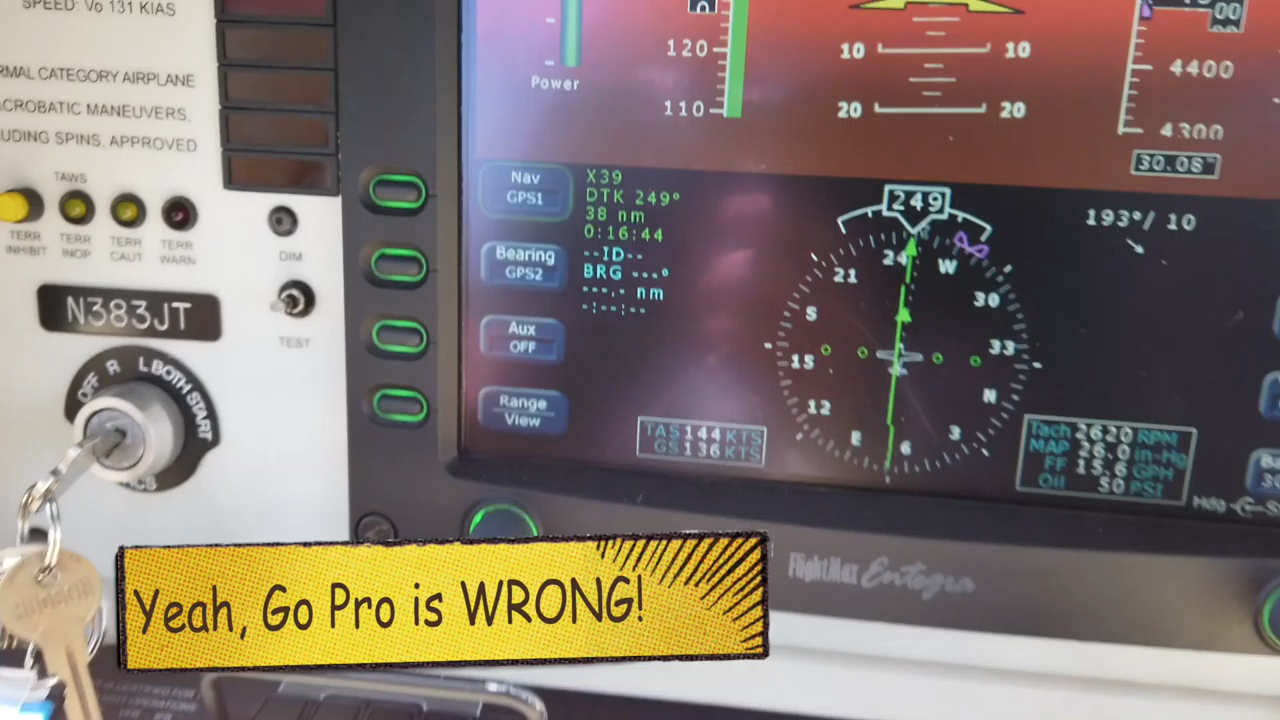 SPEED: Vo 131 KIAS
RMAL CATEGORY AIRPLANE
ACROBATIC MANEUVERS,
UDING SPINS, APPROVED
TAWS
TERR INHIBIT
TERR INOP
TERR CAUT
TERR WARN
DIM
TEST
N383JT
OFF R L BOTH START
Power
120
110
10 10
20 20
4400
4300
30.08"
Nav
GPS1
X39
DTK 249°
38 nm
0:16:44
Bearing
GPS2
--ID--
BRG ---°
---.- nm
-:--:--
Aux
OFF
Range
View
249
193°/ 10
24
W
21
30
S
33
15
N
12
3
E
6
TAS 144 KTS
GS 136 KTS
Tach 2620 RPM
MAP 26.0 in-Hg
FF 15.6 GPH
Oil 50 PSI
FlightMax Entegra
Yeah, Go Pro is WRONG!